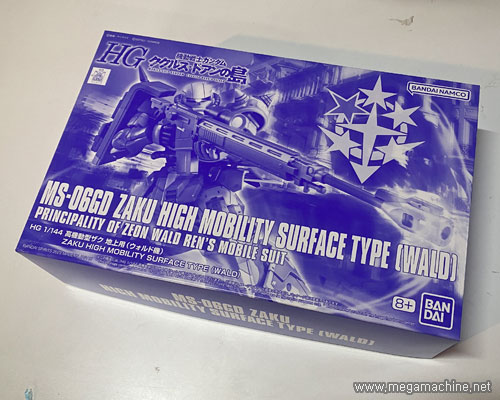 HG
機動戦士ガンダム
ククルス・ドアンの島
BANDAI NAMCO
MS-06GD ZAKU HIGH MOBILITY SURFACE TYPE (WALD)
PRINCIPALITY OF ZEON WALD REN'S MOBILE SUIT
HG 1/144 高機動型ザク 地上用(ウォルド機)
ZAKU HIGH MOBILITY SURFACE TYPE (WALD)
8+
BAN
DAI
MS-06GD ZAKU
HIGH MOBILITY SURFACE TYPE (WALD)
www.megamachine.net